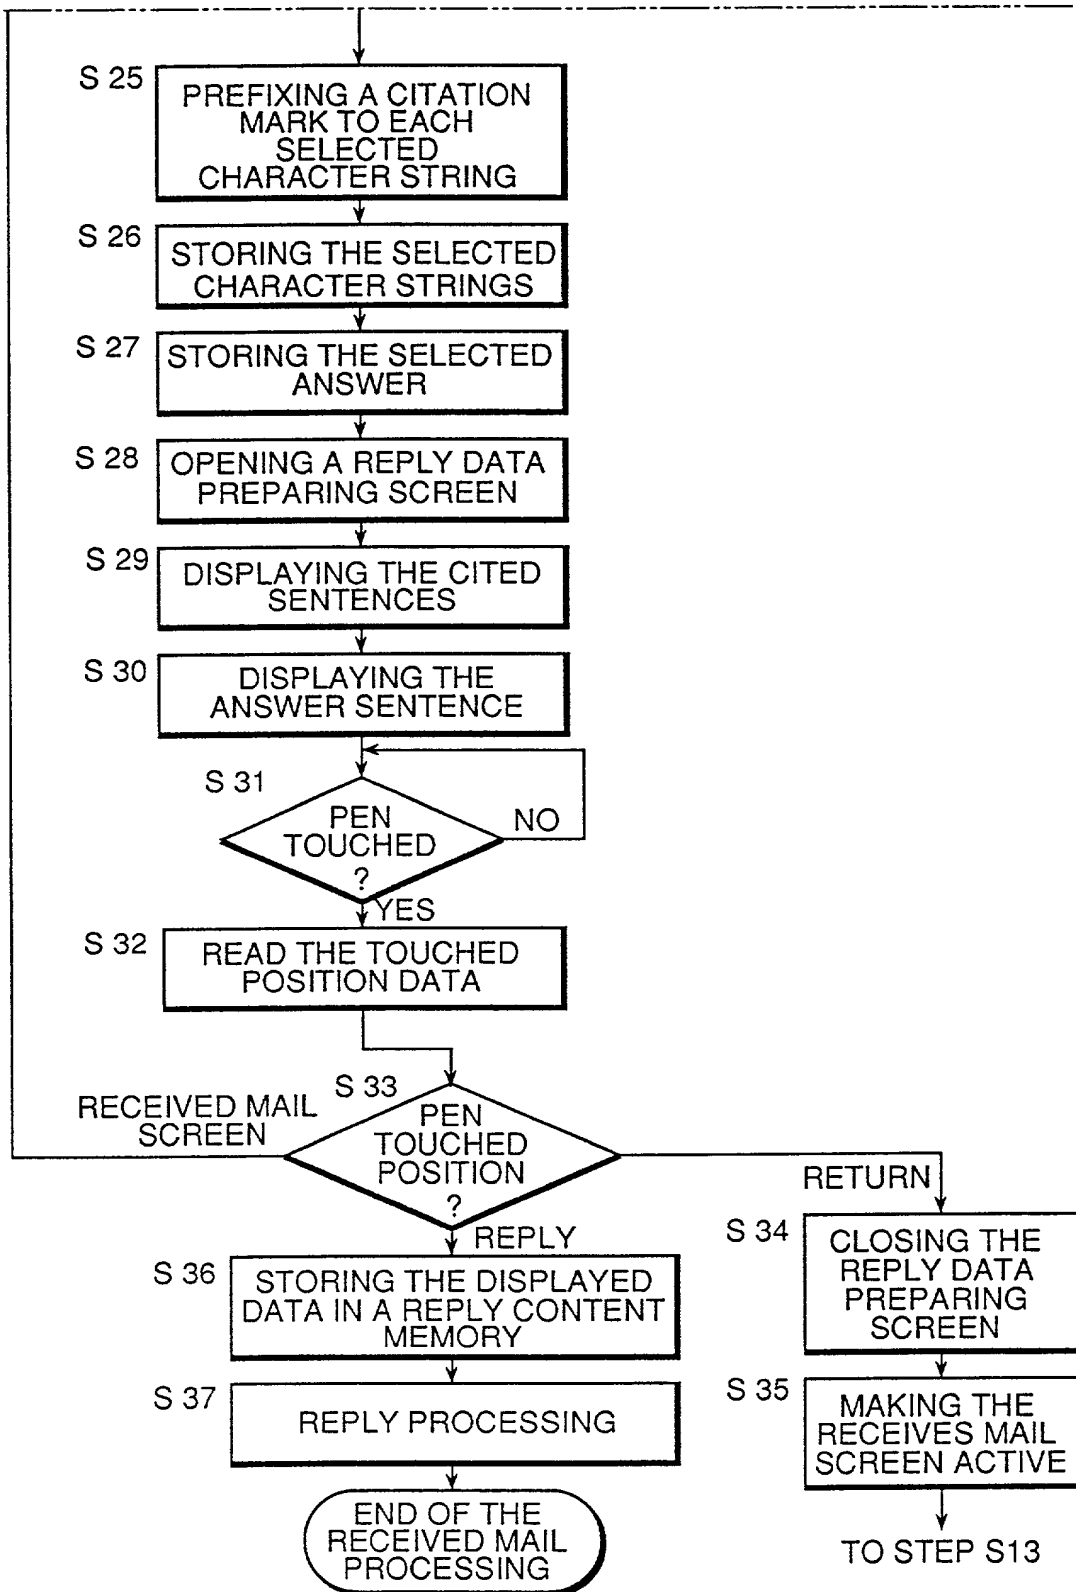 S 25
PREFIXING A CITATION
MARK TO EACH
SELECTED
CHARACTER STRING
S 26
STORING THE SELECTED
CHARACTER STRINGS
S 27
STORING THE SELECTED
ANSWER
S 28
OPENING A REPLY DATA
PREPARING SCREEN
S 29
DISPLAYING THE CITED
SENTENCES
S 30
DISPLAYING THE
ANSWER SENTENCE
S 31
PEN
TOUCHED
?
NO
YES
S 32
READ THE TOUCHED
POSITION DATA
S 33
PEN
TOUCHED
POSITION
?
RECEIVED MAIL
SCREEN
RETURN
REPLY
S 34
CLOSING THE
REPLY DATA
PREPARING
SCREEN
S 36
STORING THE DISPLAYED
DATA IN A REPLY CONTENT
MEMORY
S 35
MAKING THE
RECEIVES MAIL
SCREEN ACTIVE
S 37
REPLY PROCESSING
END OF THE
RECEIVED MAIL
PROCESSING
TO STEP S13